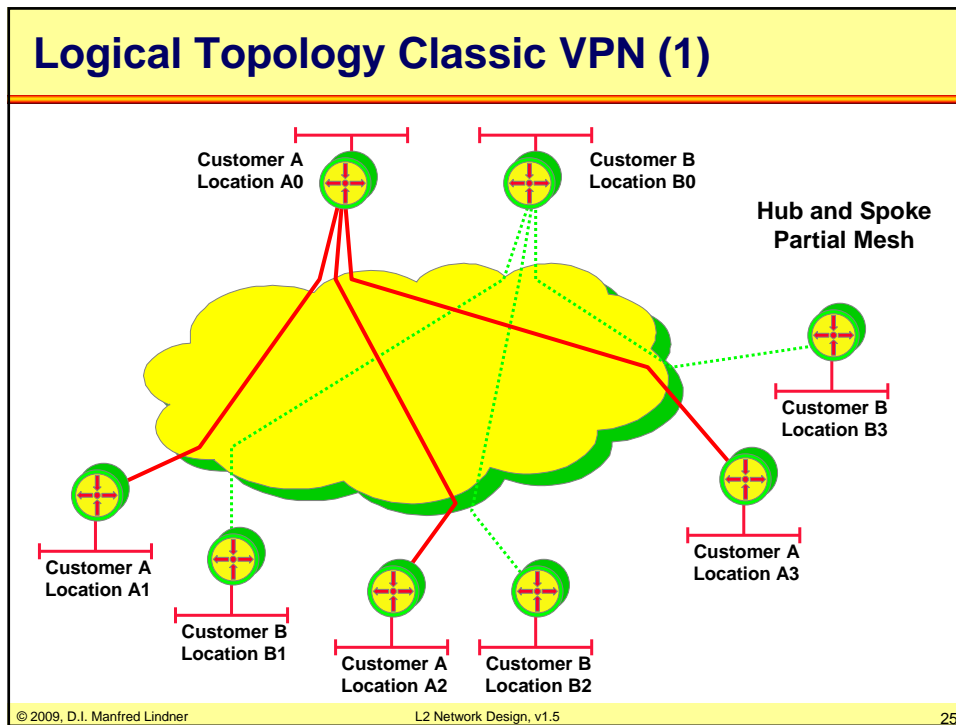 Logical Topology Classic VPN (1)
Customer A
Location A0
Customer B
Location B0
Hub and Spoke
Partial Mesh
Customer B
Location B3
Customer A
Location A3
Customer A
Location A1
Customer B
Location B1
Customer A
Location A2
Customer B
Location B2
© 2009, D.I. Manfred Lindner
L2 Network Design, v1.5
25